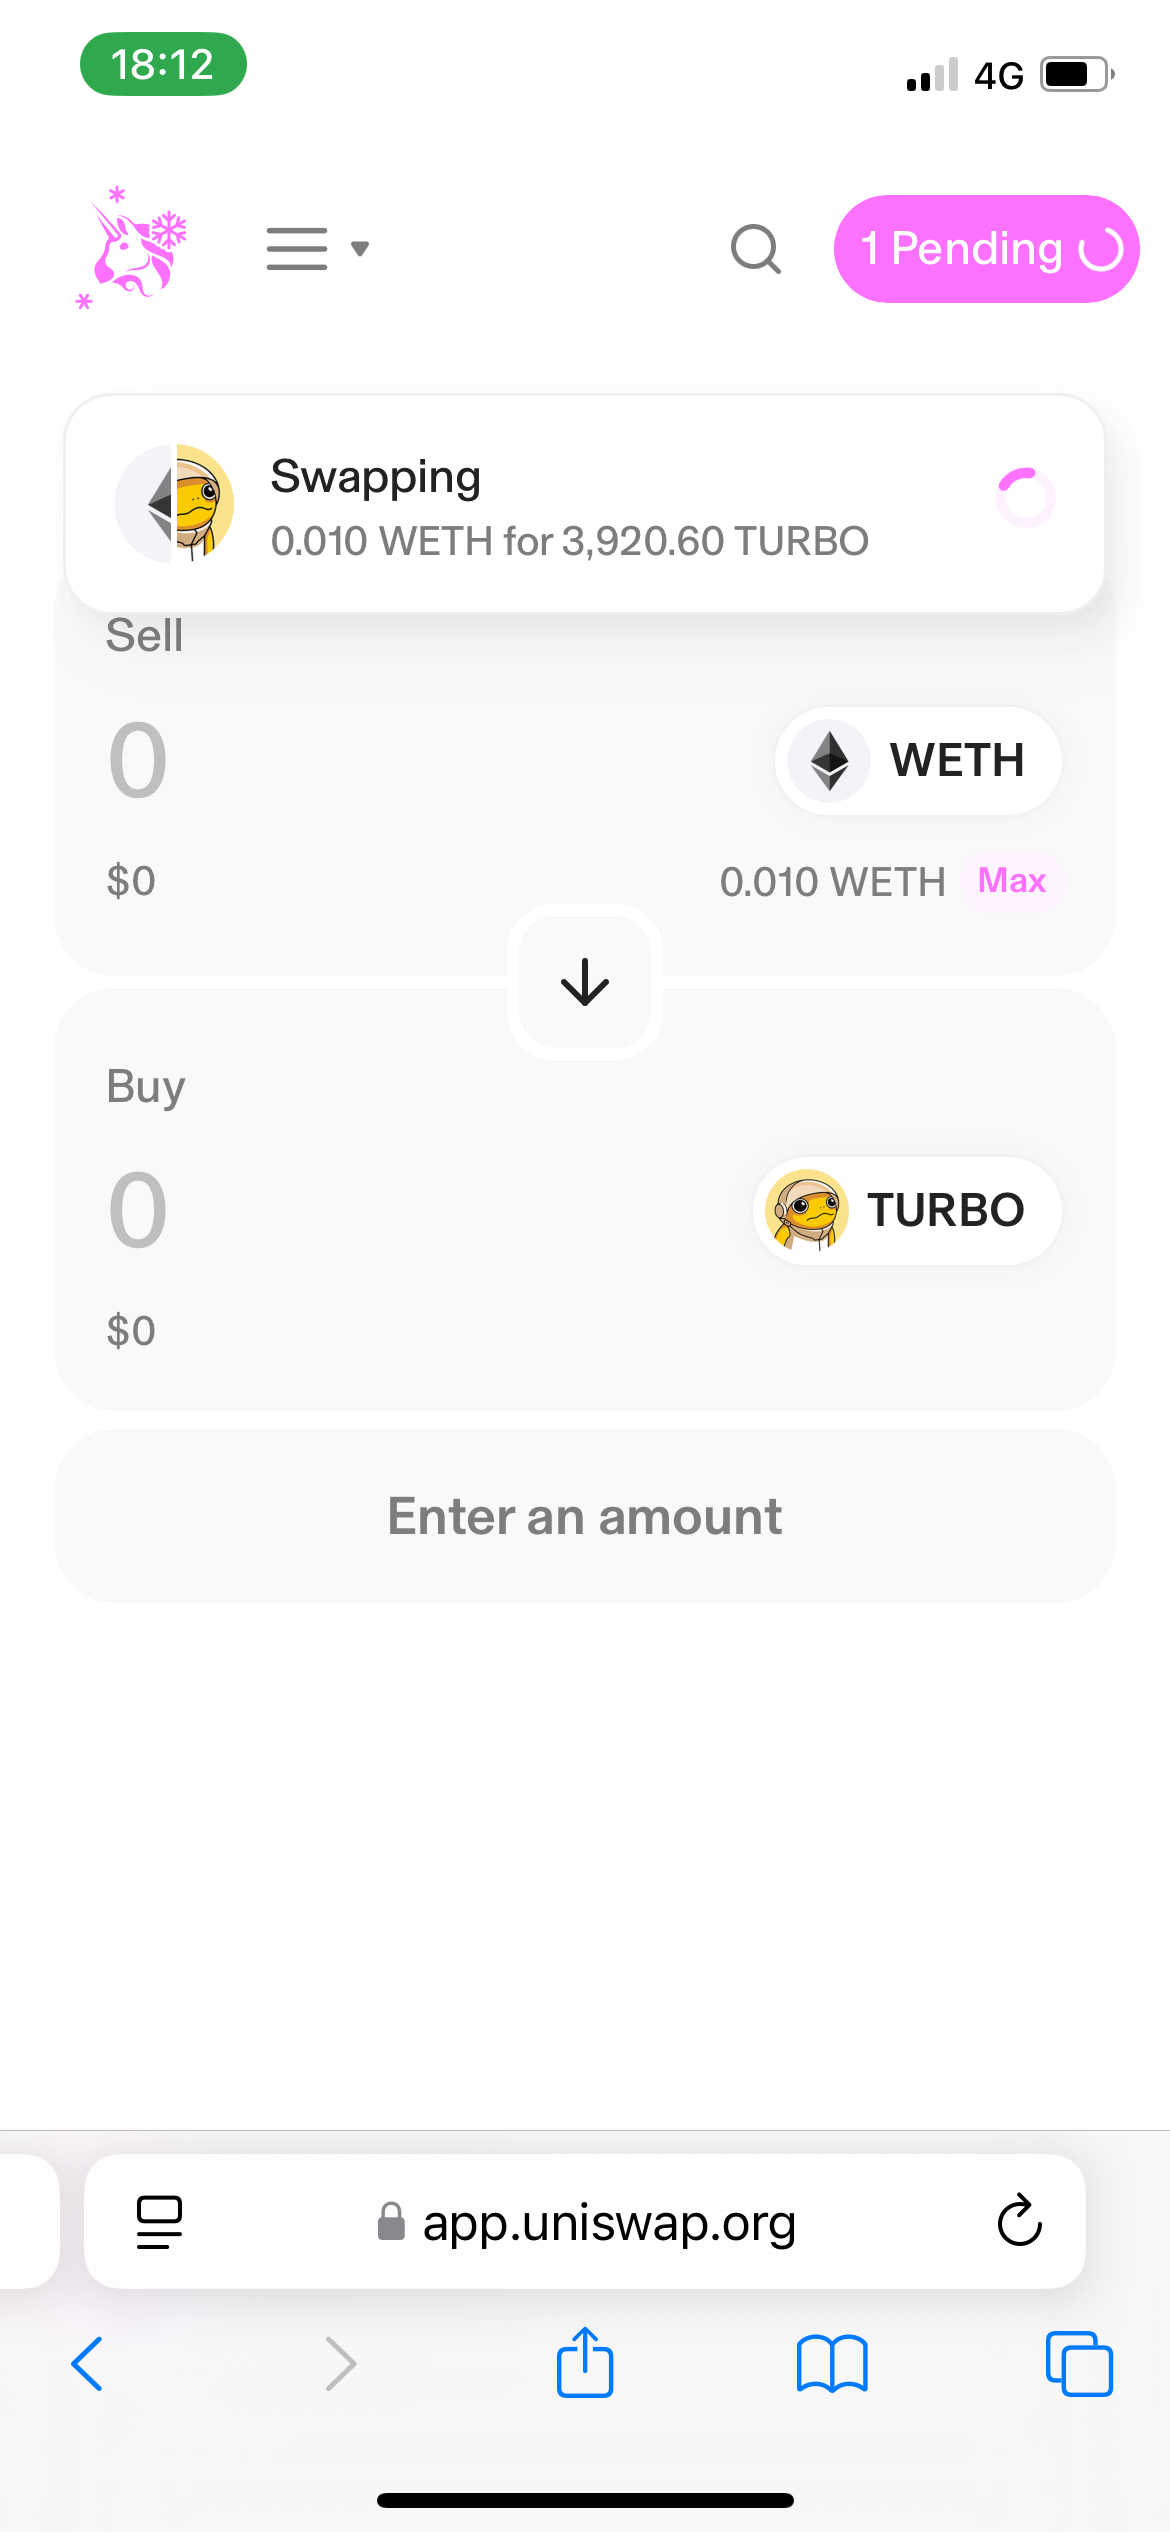 18:12
4G
1 Pending
Swapping
0.010 WETH for 3,920.60 TURBO
Sell
0
WETH
$0
0.010 WETH Max
Buy
0
TURBO
$0
Enter an amount
app.uniswap.org